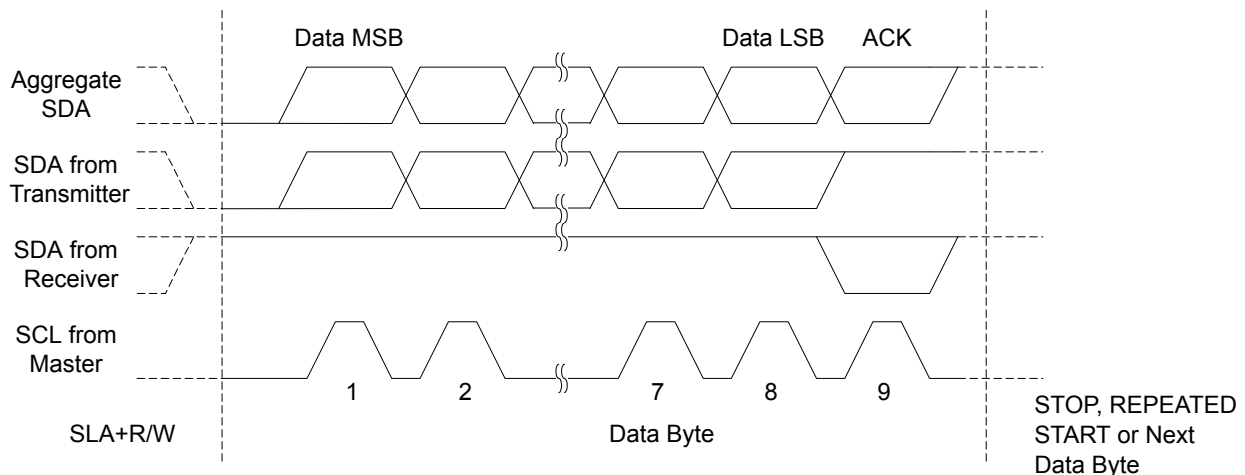 Data MSB
Data LSB
ACK
Aggregate
SDA
SDA from
Transmitter
SDA from
Receiver
SCL from
Master
1
2
7
8
9
SLA+R/W
Data Byte
STOP, REPEATED
START or Next
Data Byte